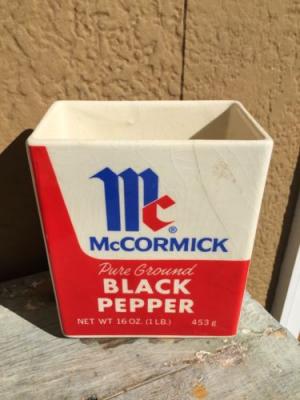 Mc®
McCORMICK
Pure Ground
BLACK
PEPPER
NET WT 16 OZ. (1 LB.) 453 g